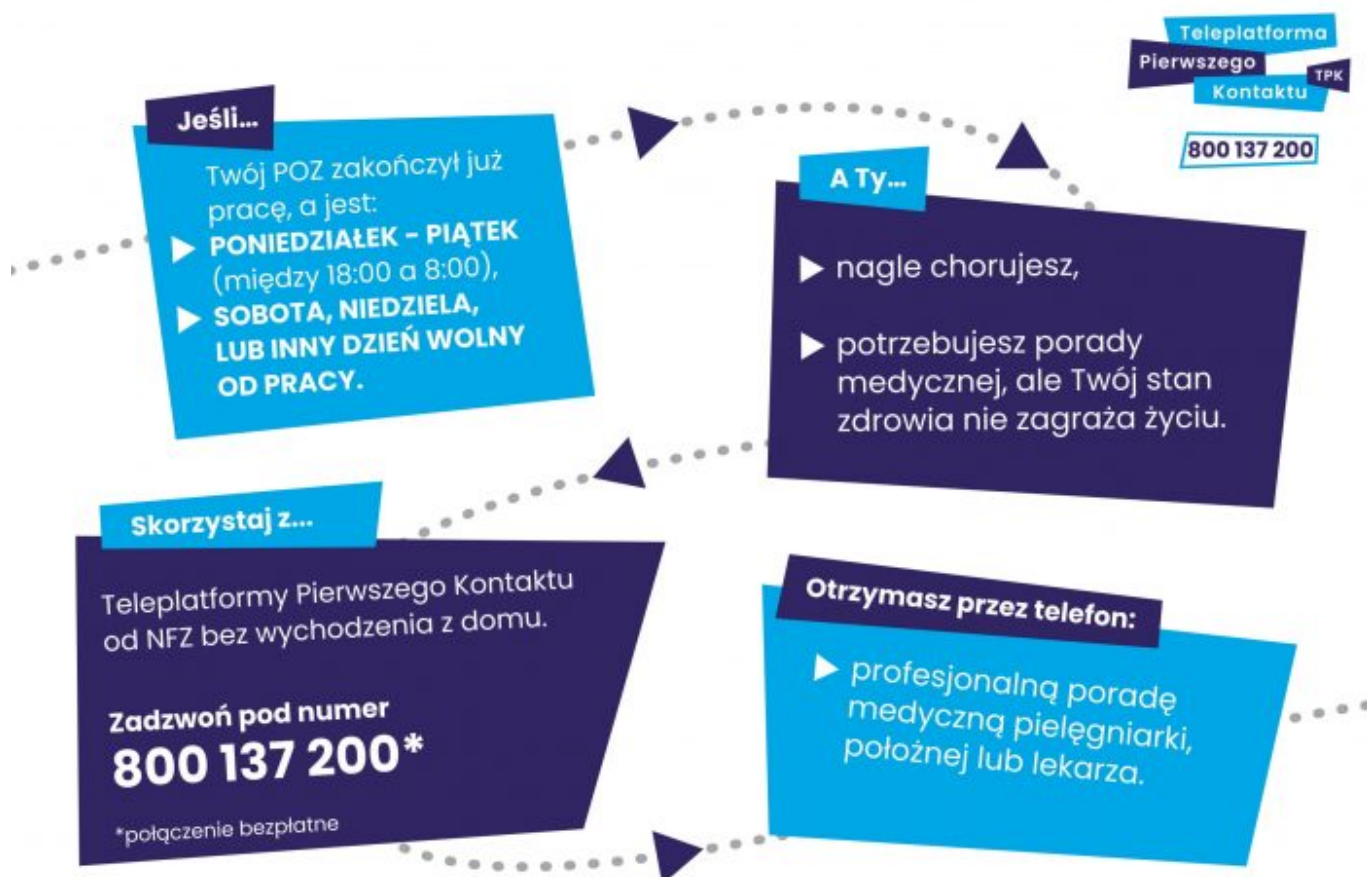 Teleplatforma
Pierwszego
TPK
Kontaktu
800 137 200
Jeśli...
Twój POZ zakończył już
pracę, a jest:
PONIEDZIAŁEK – PIĄTEK
(między 18:00 a 8:00),
SOBOTA, NIEDZIELA,
LUB INNY DZIEŃ WOLNY
OD PRACY.
A Ty...
nagle chorujesz,
potrzebujesz porady
medycznej, ale Twój stan
zdrowia nie zagraża życiu.
Skorzystaj z...
Teleplatformy Pierwszego Kontaktu
od NFZ bez wychodzenia z domu.
Zadzwoń pod numer
800 137 200*
*połączenie bezpłatne
Otrzymasz przez telefon:
profesjonalną poradę
medyczną pielęgniarki,
położnej lub lekarza.